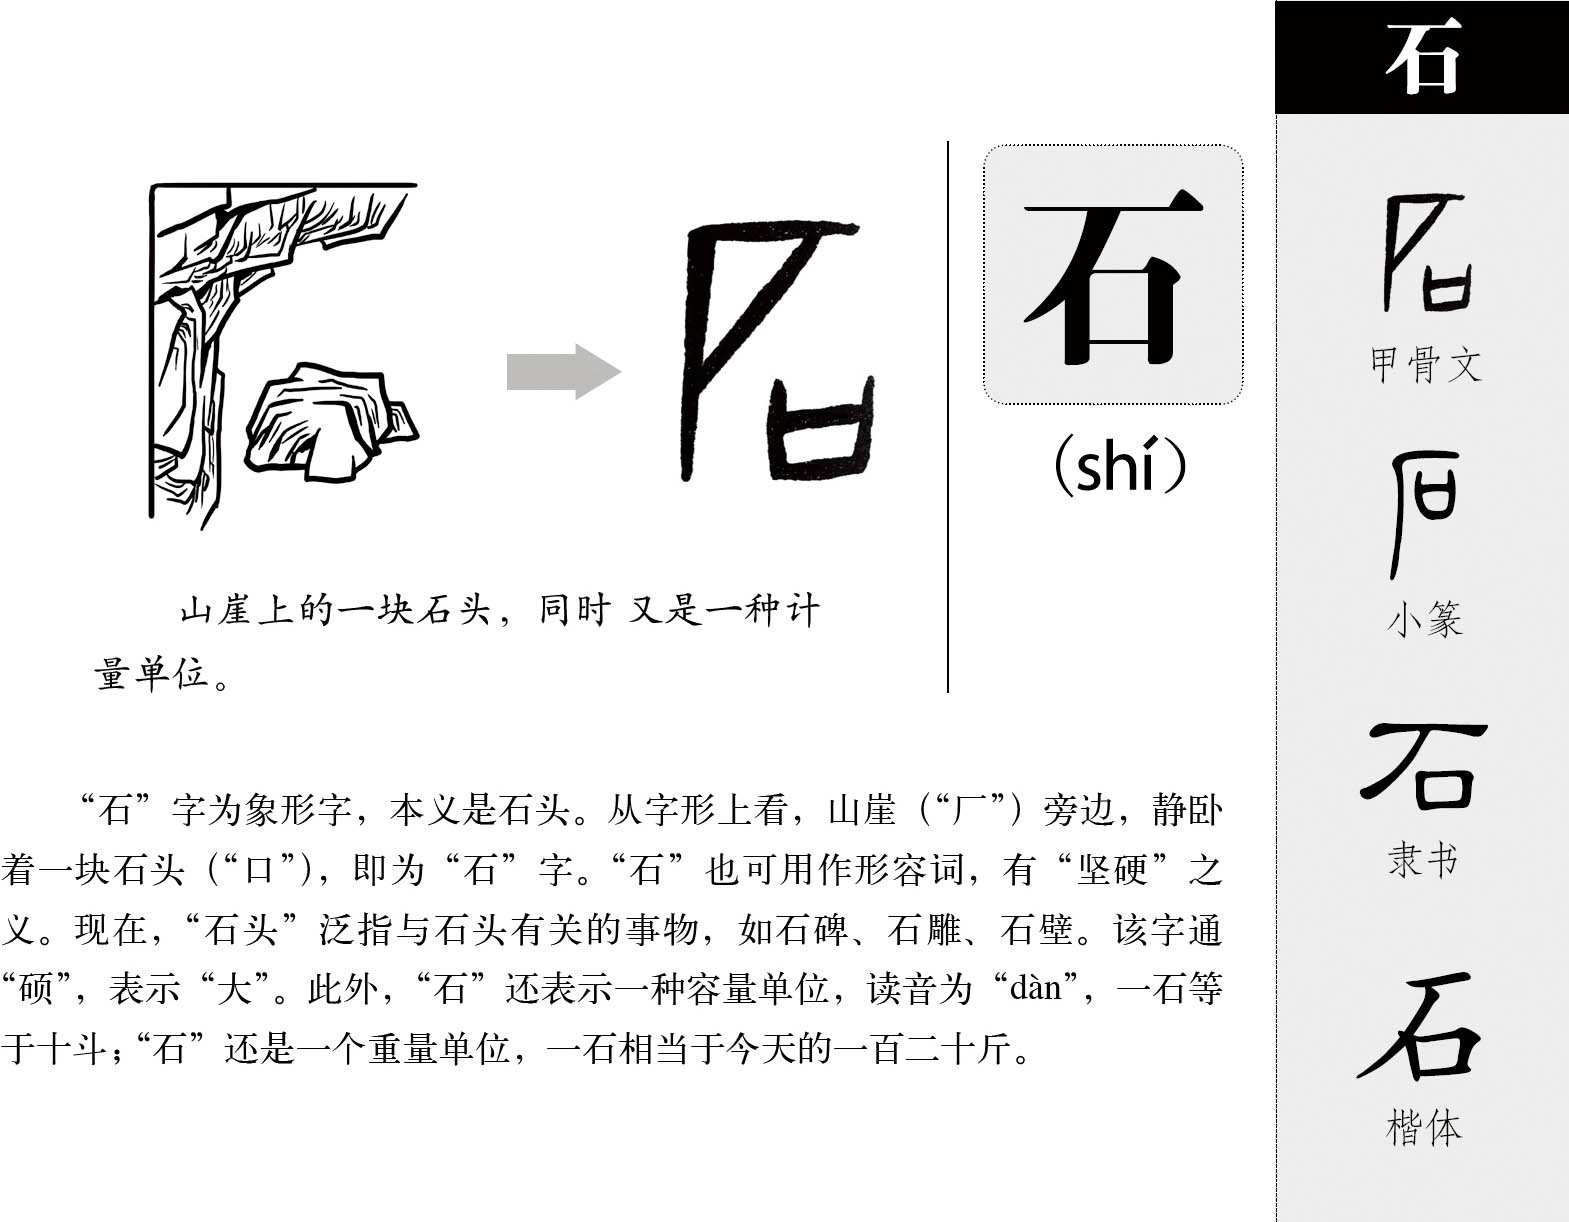 石
石
（shí）
山崖上的一块石头，同时 又是一种计
量单位。
“石”字为象形字，本义是石头。从字形上看，山崖（“厂”）旁边，静卧
着一块石头（“口”），即为“石”字。“石”也可用作形容词，有“坚硬”之
义。现在，“石头”泛指与石头有关的事物，如石碑、石雕、石壁。该字通
“硕”，表示“大”。此外，“石”还表示一种容量单位，读音为“dàn”，一石等
于十斗；“石”还是一个重量单位，一石相当于今天的一百二十斤。
石
甲骨文
石
小篆
石
隶书
石
楷体